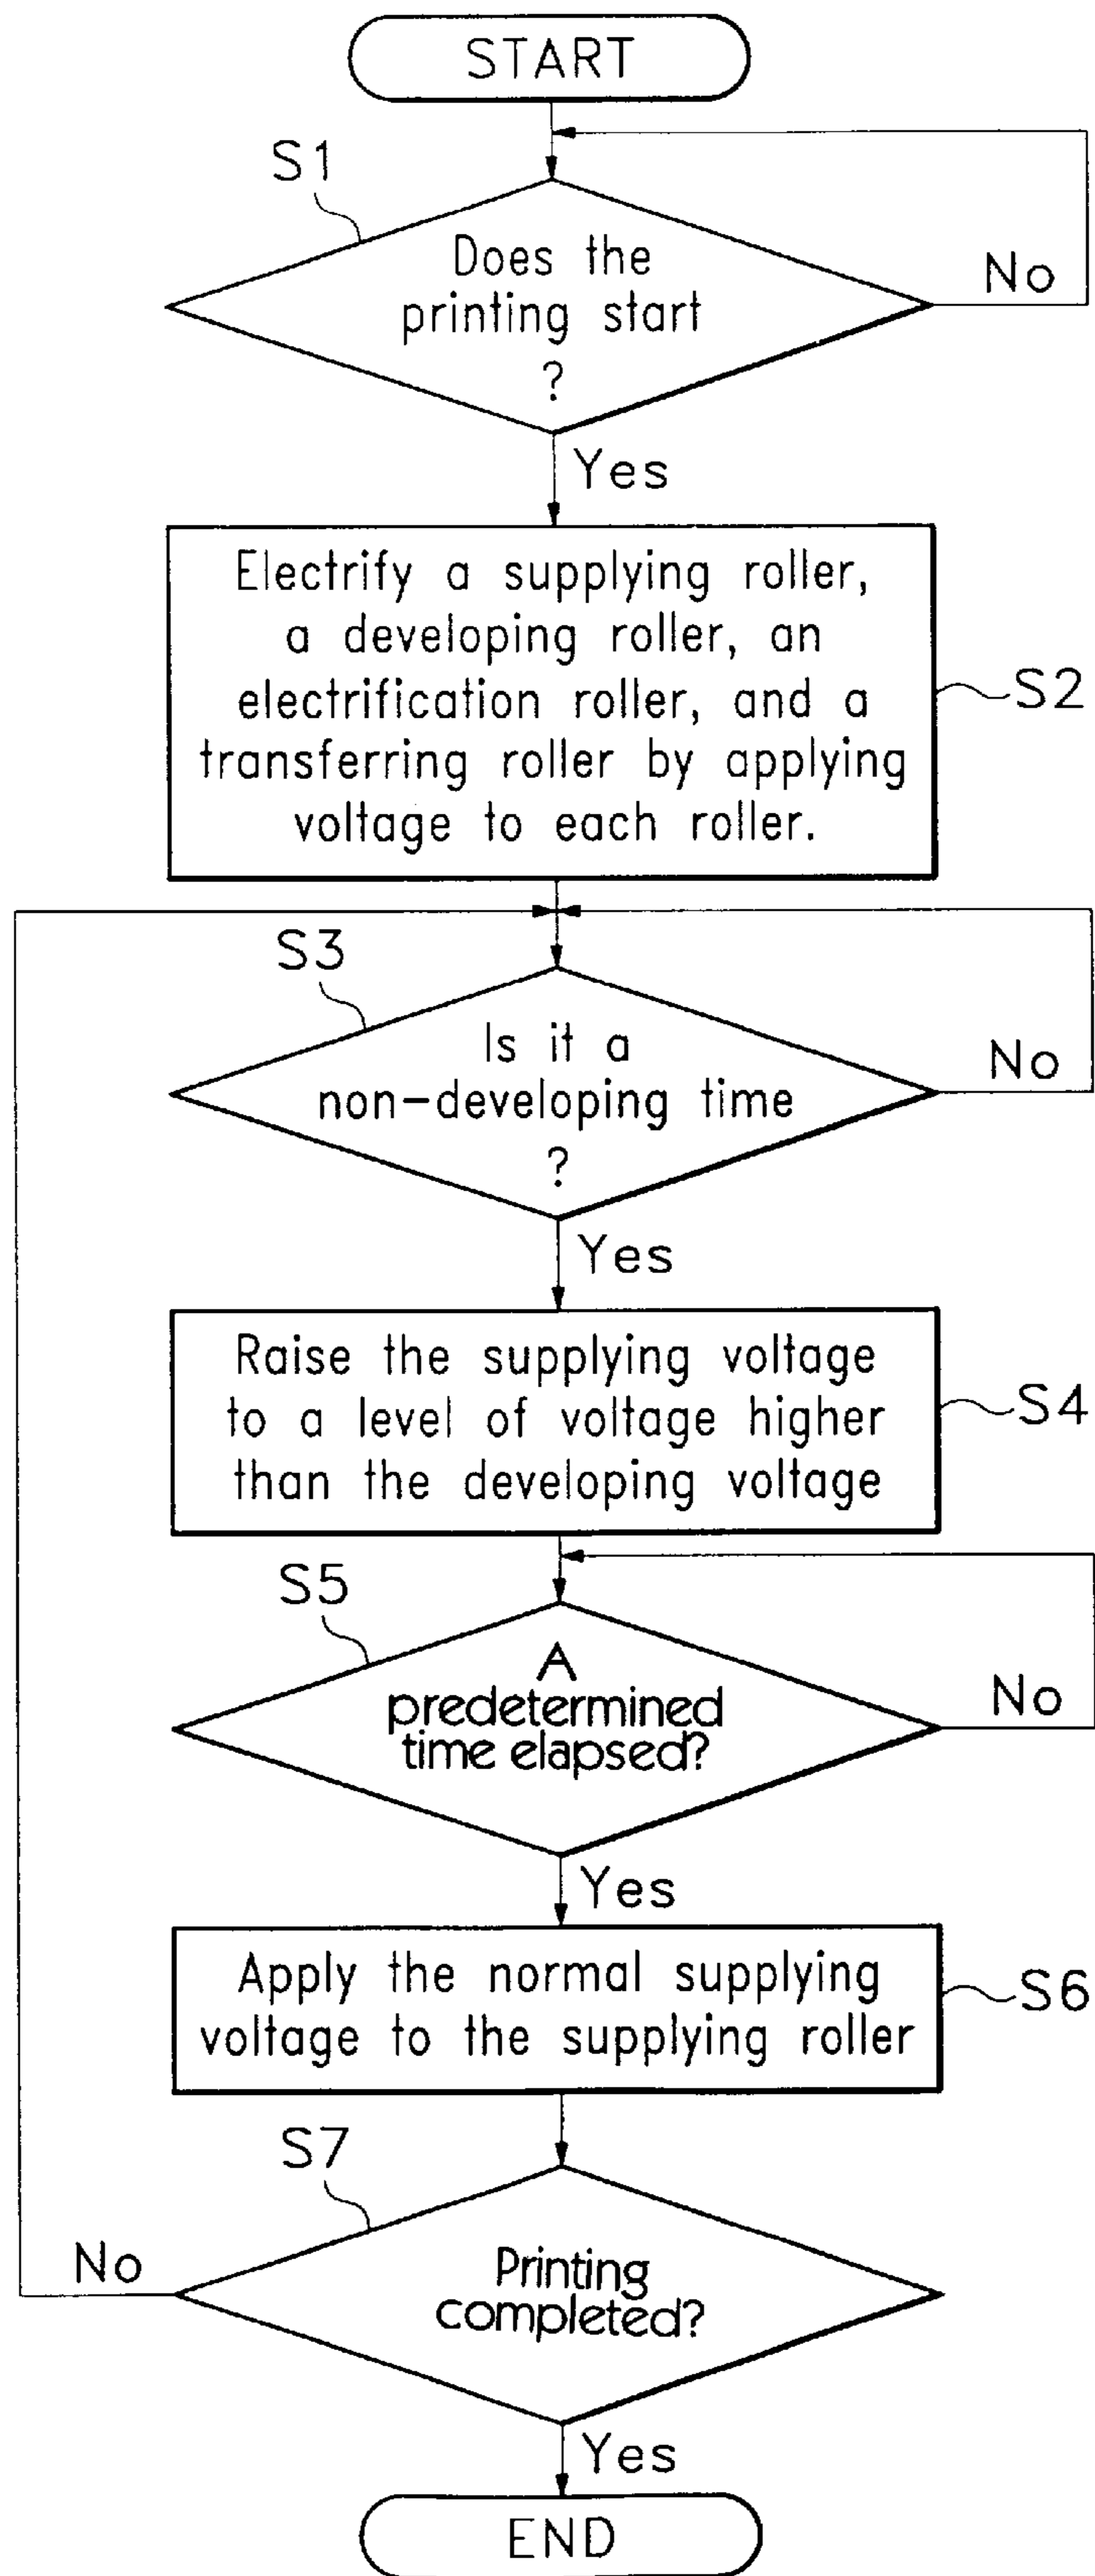 START
S1
Does the
printing start
?
No
Yes
Electrify a supplying roller,
a developing roller, an
electrification roller, and a
transferring roller by applying
voltage to each roller.
S2
S3
Is it a
non-developing time
?
No
Yes
Raise the supplying voltage
to a level of voltage higher
than the developing voltage
S4
S5
A
predetermined
time elapsed?
No
Yes
Apply the normal supplying
voltage to the supplying roller
S6
S7
Printing
completed?
No
Yes
END